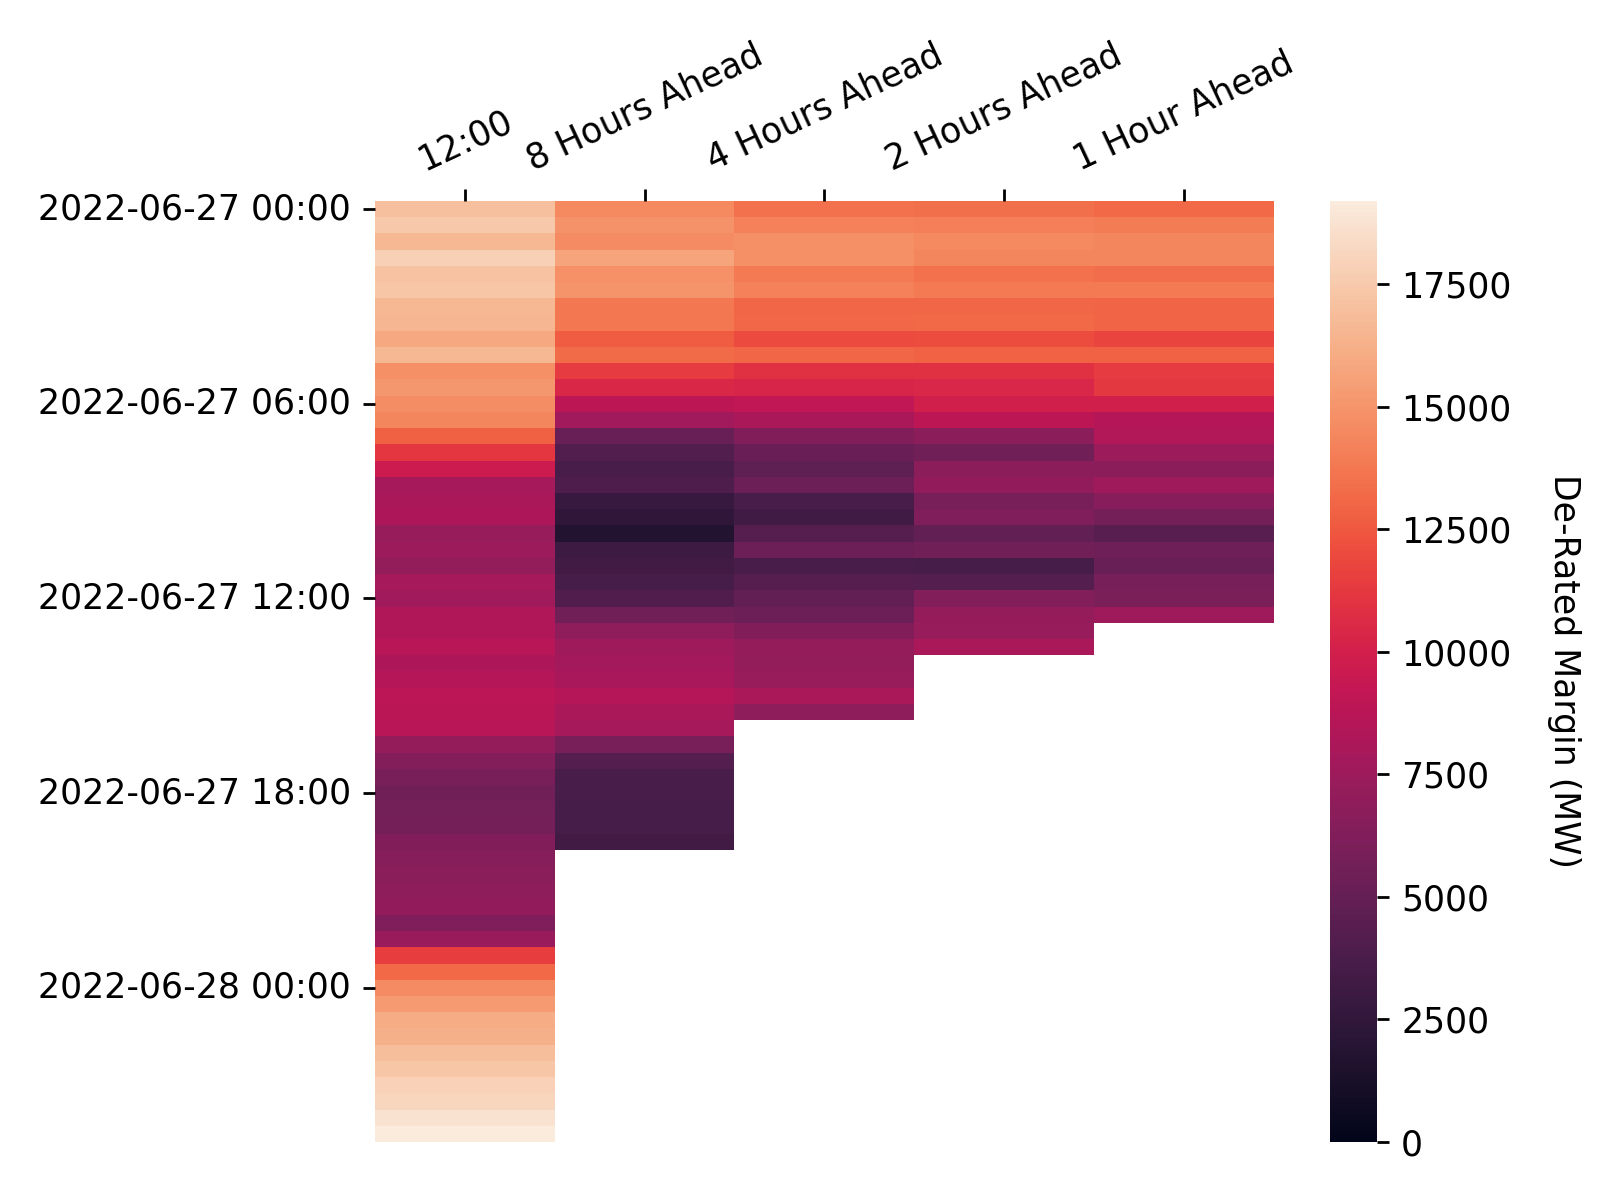 12:00
8 Hours Ahead
4 Hours Ahead
2 Hours Ahead
1 Hour Ahead
2022-06-27 00:00
2022-06-27 06:00
2022-06-27 12:00
2022-06-27 18:00
2022-06-28 00:00
17500
15000
12500
10000
7500
5000
2500
0
De-Rated Margin (MW)